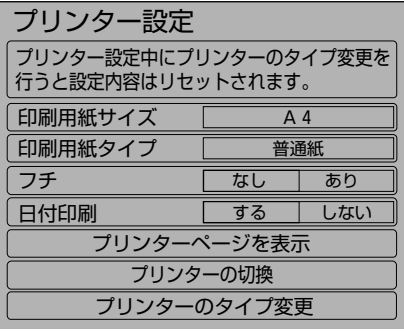 プリンター設定
プリンター設定中にプリンターのタイプ変更を
行うと設定内容はリセットされます。
印刷用紙サイズ A 4
印刷用紙タイプ 普通紙
フチ なし あり
日付印刷 する しない
プリンターページを表示
プリンターの切換
プリンターのタイプ変更